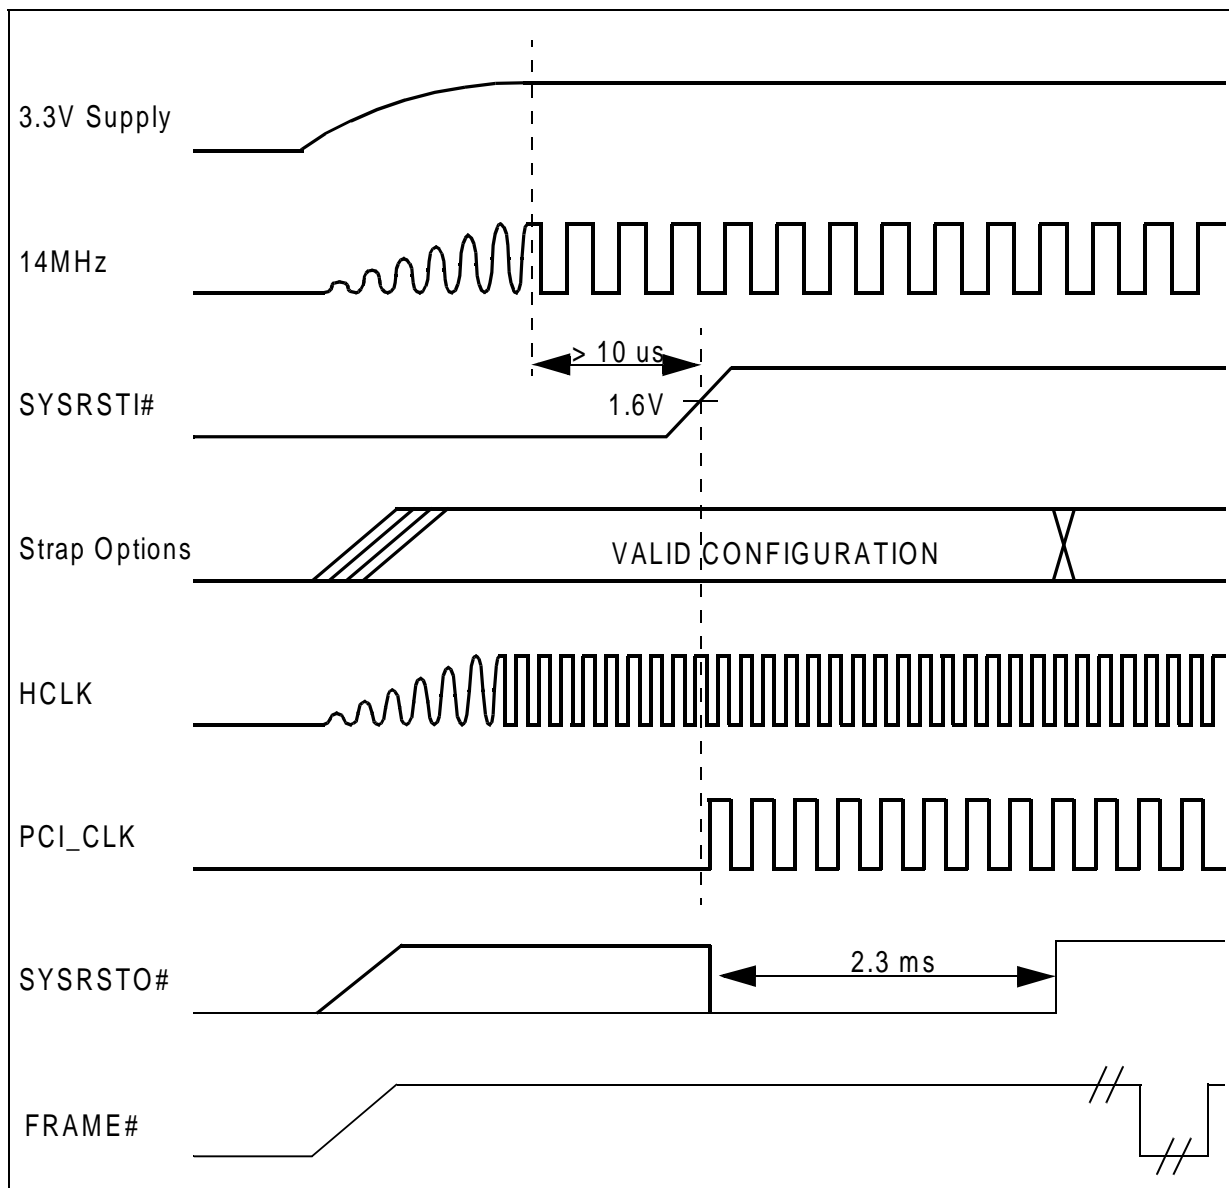 3.3V Supply
14MHz
> 10 us
SYSRSTI#
1.6V
Strap Options
VALID CONFIGURATION
HCLK
PCI_CLK
SYSRSTO#
2.3 ms
FRAME#